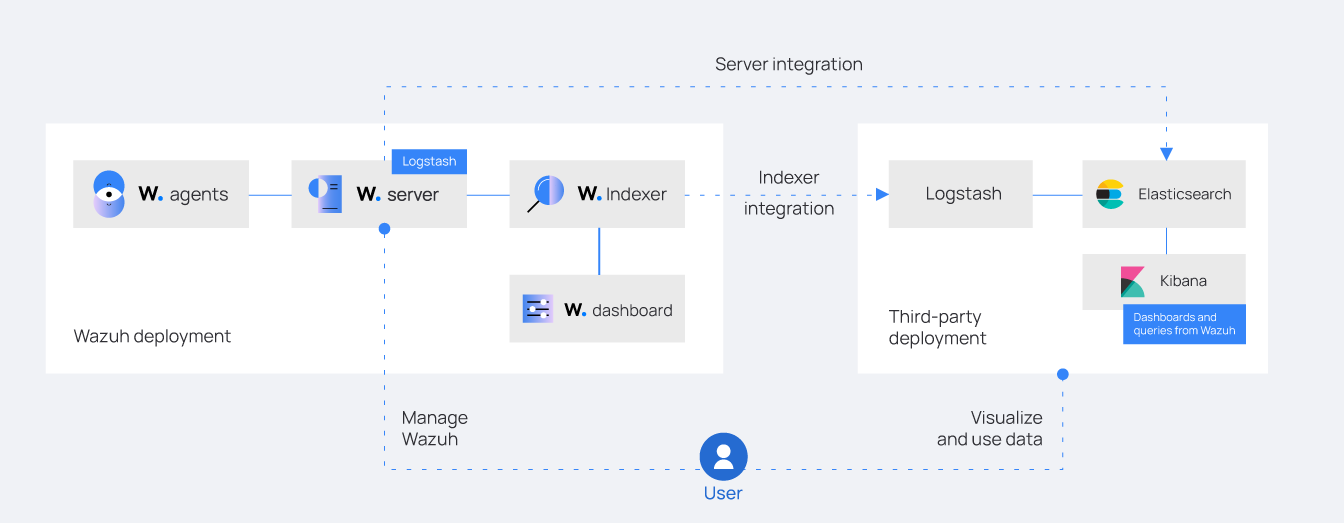 Server integration
Logstash
W. agents
W. server
W. Indexer
Indexer
integration
Logstash
Elasticsearch
W. dashboard
Kibana
Dashboards and
queries from Wazuh
Wazuh deployment
Third-party
deployment
Manage
Wazuh
Visualize
and use data
User